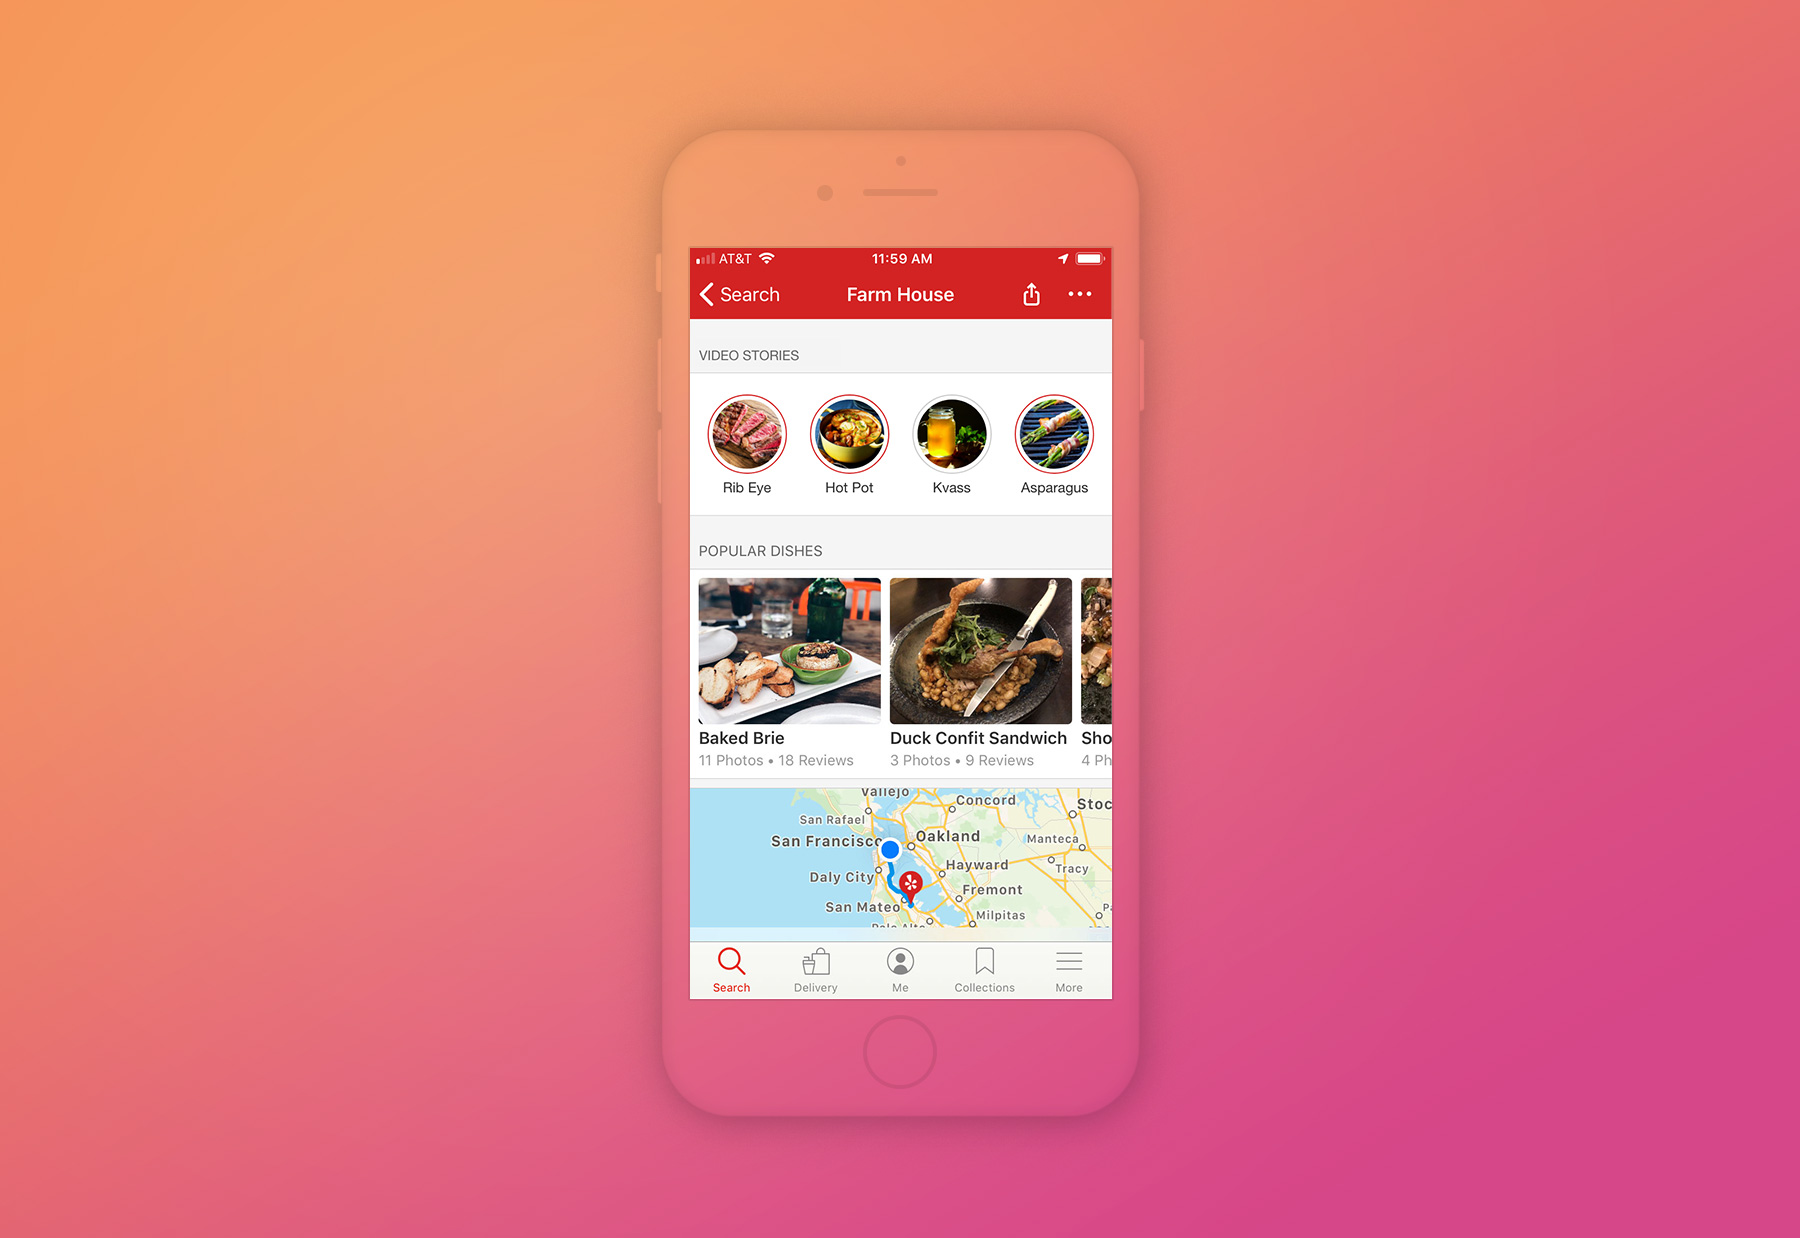 AT&T 11:59 AM
Search Farm House
VIDEO STORIES
Rib Eye Hot Pot Kvass Asparagus
POPULAR DISHES
Baked Brie Duck Confit Sandwich Sho
11 Photos • 18 Reviews 3 Photos • 9 Reviews 4 Ph
Vallejo
Concord
Stoc
San Rafael
San Francisco Oakland Manteca
Hayward
Tracy
Daly City
Fremont
San Mateo
Milpitas
Palo Alto
Search Delivery Me Collections More